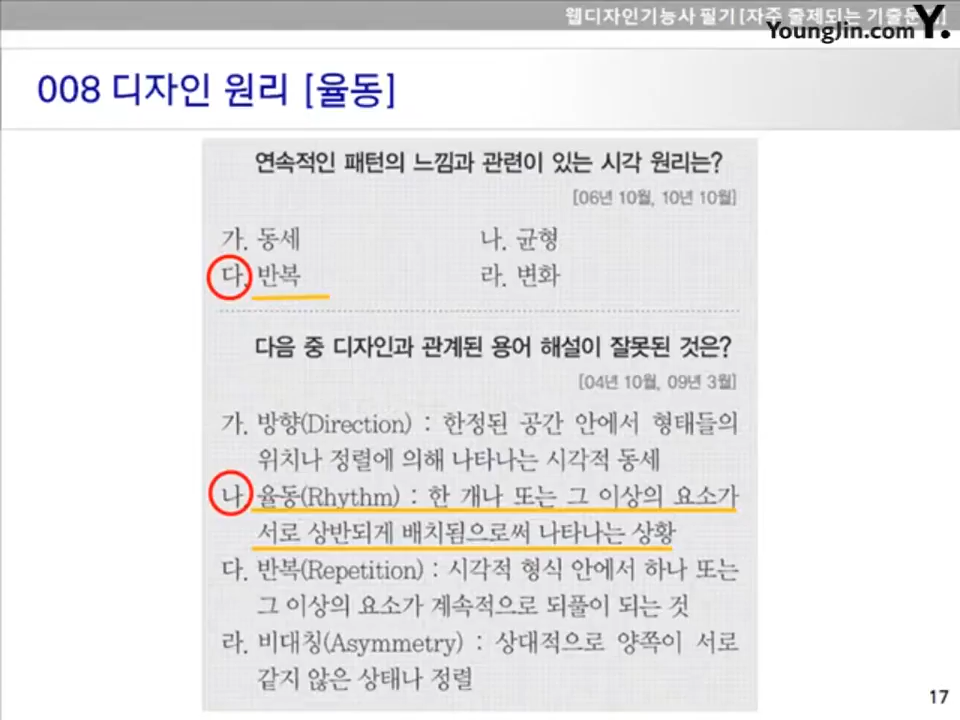 웹디자인기능사 필기[자주 출제되는 기출문제]
YoungJin.com Y.
008 디자인 원리 [율동]
연속적인 패턴의 느낌과 관련이 있는 시각 원리는?
[06년 10월, 10년 10월]
가. 동세 나. 균형
다. 반복 라. 변화
다음 중 디자인과 관계된 용어 해설이 잘못된 것은?
[04년 10월, 09년 3월]
가. 방향(Direction) : 한정된 공간 안에서 형태들의
위치나 정렬에 의해 나타나는 시각적 동세
나. 율동(Rhythm) : 한 개나 또는 그 이상의 요소가
서로 상반되게 배치됨으로써 나타나는 상황
다. 반복(Repetition) : 시각적 형식 안에서 하나 또는
그 이상의 요소가 계속적으로 되풀이 되는 것
라. 비대칭(Asymmetry) : 상대적으로 양쪽이 서로
같지 않은 상태나 정렬
17